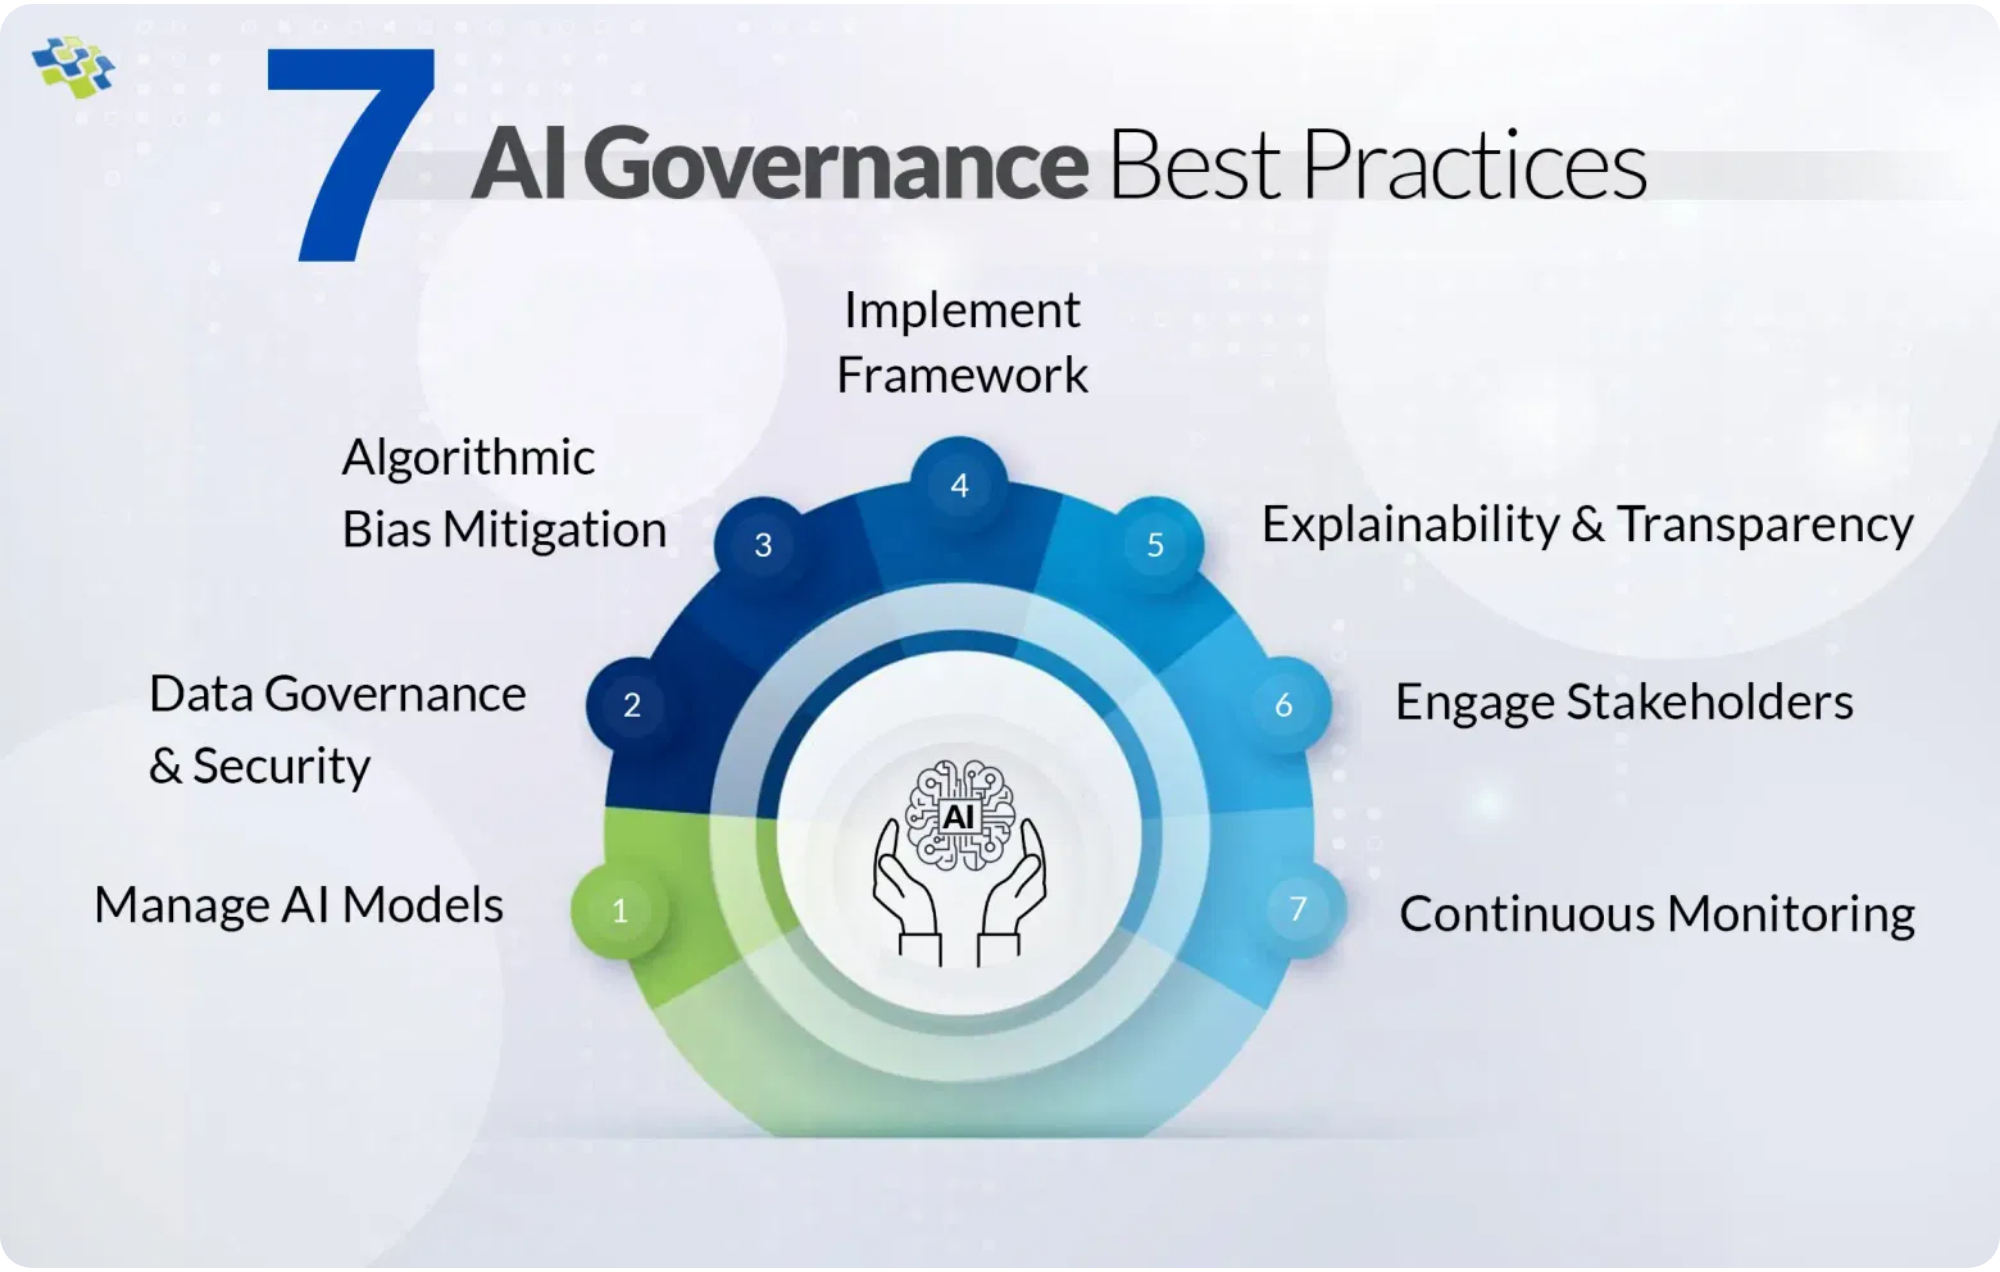 7
AI Governance Best Practices
Implement
Framework
Algorithmic
Bias Mitigation
4
3
5
Explainability & Transparency
Data Governance
& Security
2
6
Engage Stakeholders
AI
Manage AI Models
1
7
Continuous Monitoring